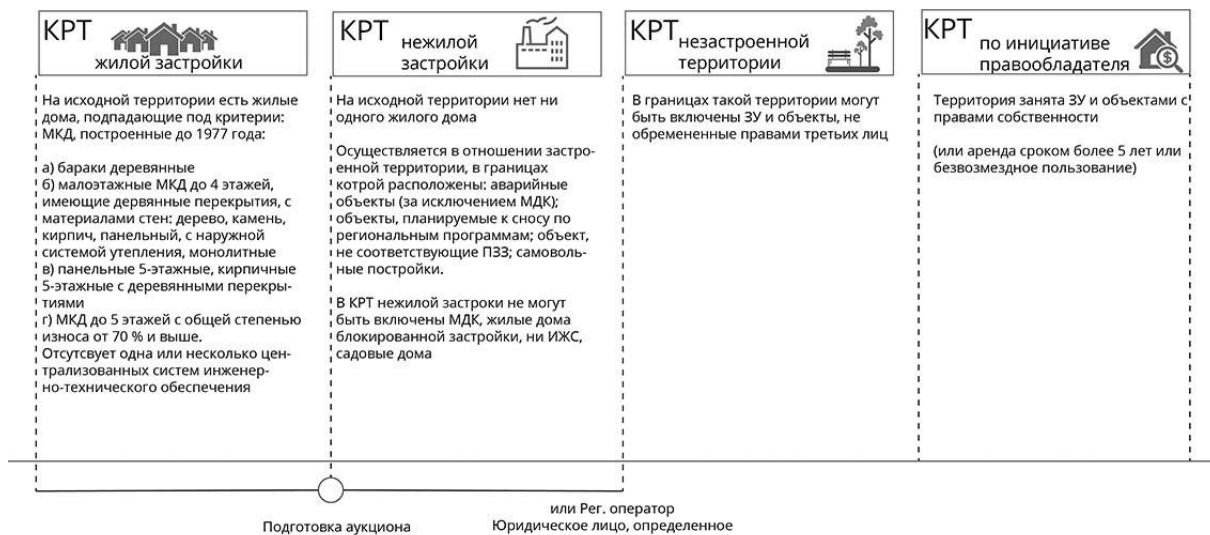 КРТ
жилой застройки
На исходной территории есть жилые
дома, подпадающие под критерии:
МКД, построенные до 1977 года:
а) бараки деревянные
б) малоэтажные МКД до 4 этажей,
имеющие дервянные перекрытия, с
материалами стен: дерево, камень,
кирпич, панельный, с наружной
системой утепления, монолитные
в) панельные 5-этажные, кирпичные
5-этажные с деревянными перекры-
тиями
г) МКД до 5 этажей с общей степенью
износа от 70 % и выше.
Отсутсвует одна или несколько цен-
трализованных систем инженер-
но-технического обеспечения
КРТ
нежилой
застройки
На исходной территории нет ни
одного жилого дома
Осуществляется в отношении застро-
енной территории, в границах
котрой расположены: аварийные
объекты (за исключением МДК);
объекты, планируемые к сносу по
региональным программам; объект,
не соответствующие ПЗЗ; самоволь-
ные постройки.
В КРТ нежилой застроки не могут
быть включены МДК, жилые дома
блокированной застройки, ни ИЖС,
садовые дома
КРТ
незастроенной
территории
В границах такой территории могут
быть включены ЗУ и объекты, не
обремененные правами третьих лиц
КРТ
по инициативе
правообладателя
Территория занята ЗУ и объектами с
правами собственности
(или аренда сроком более 5 лет или
безвозмездное пользование)
Подготовка аукциона
или Рег. оператор
Юридическое лицо, определенное